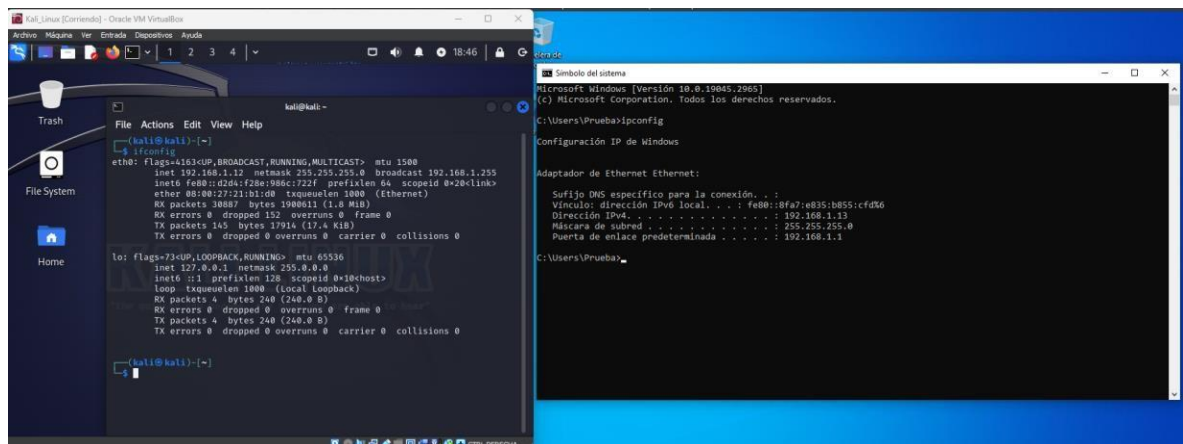 Kali_Linux [Corriendo] - Oracle VM VirtualBox
Archivo Máquina Ver Entrada Dispositivos Ayuda
1 2 3 4 18:46
Trash
File System
Home
kali@kali: ~
File Actions Edit View Help
(kali㉿kali)-[~]
$ ifconfig
eth0: flags=4163<UP,BROADCAST,RUNNING,MULTICAST> mtu 1500
inet 192.168.1.12 netmask 255.255.255.0 broadcast 192.168.1.255
inet6 fe80::d2d4:f28e:986c:722f prefixlen 64 scopeid 0×20<link>
ether 08:00:27:21:b1:d0 txqueuelen 1000 (Ethernet)
RX packets 30887 bytes 1900611 (1.8 MiB)
RX errors 0 dropped 152 overruns 0 frame 0
TX packets 145 bytes 17914 (17.4 KiB)
TX errors 0 dropped 0 overruns 0 carrier 0 collisions 0
lo: flags=73<UP,LOOPBACK,RUNNING> mtu 65536
inet 127.0.0.1 netmask 255.0.0.0
inet6 ::1 prefixlen 128 scopeid 0×10<host>
loop txqueuelen 1000 (Local Loopback)
RX packets 4 bytes 240 (240.0 B)
RX errors 0 dropped 0 overruns 0 frame 0
TX packets 4 bytes 240 (240.0 B)
TX errors 0 dropped 0 overruns 0 carrier 0 collisions 0
(kali㉿kali)-[~]
$
KALI LINUX
Símbolo del sistema
Microsoft Windows [Versión 10.0.19045.2965]
(c) Microsoft Corporation. Todos los derechos reservados.
C:\Users\Prueba>ipconfig
Configuración IP de Windows
Adaptador de Ethernet Ethernet:
Sufijo DNS específico para la conexión. . :
Vínculo: dirección IPv6 local. . . : fe80::8fa7:e835:b855:cfd%6
Dirección IPv4. . . . . . . . . . . . . . : 192.168.1.13
Máscara de subred . . . . . . . . . . . . : 255.255.255.0
Puerta de enlace predeterminada . . . . . : 192.168.1.1
C:\Users\Prueba>